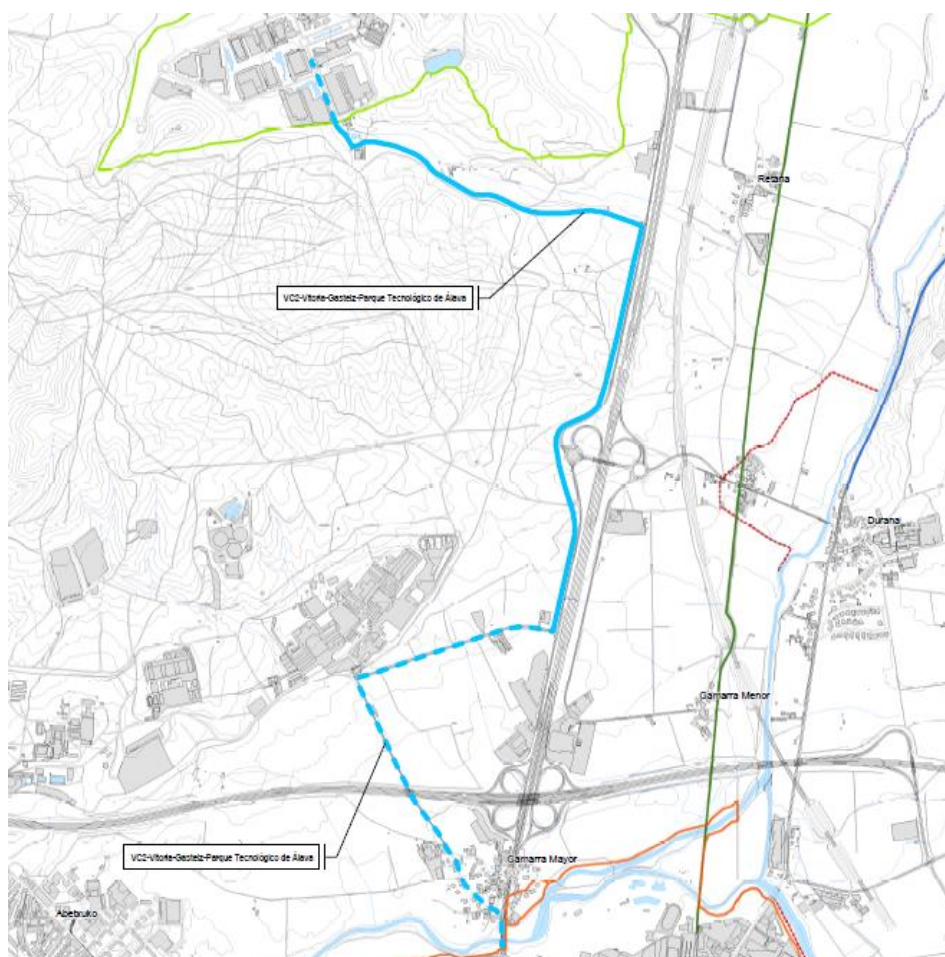 Retana
VC2-Vitoria-Gasteiz-Parque Tecnológico de Álava
Durana
Gamarra Menor
VC2-Vitoria-Gasteiz-Parque Tecnológico de Álava
Gamarra Mayor
Abetxuko